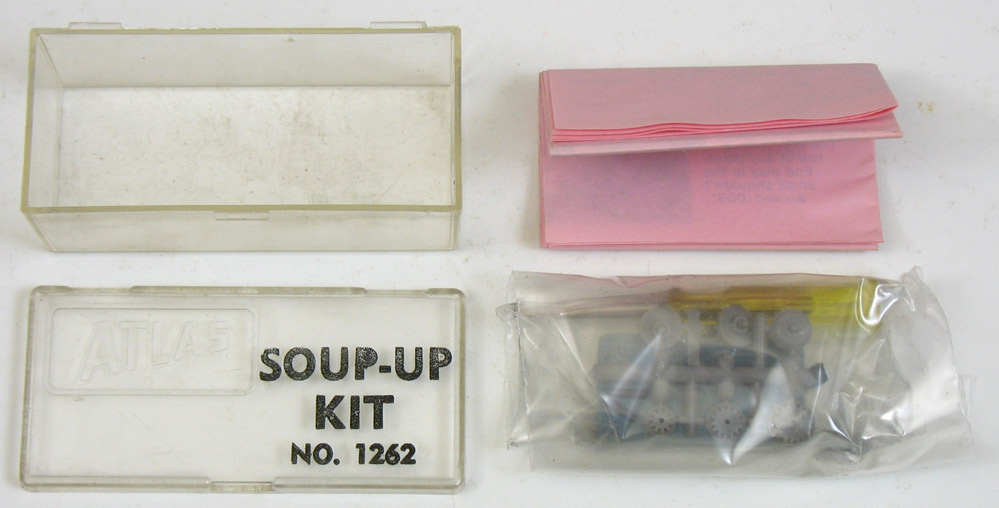 ATLAS
SOUP-UP
KIT
NO. 1262